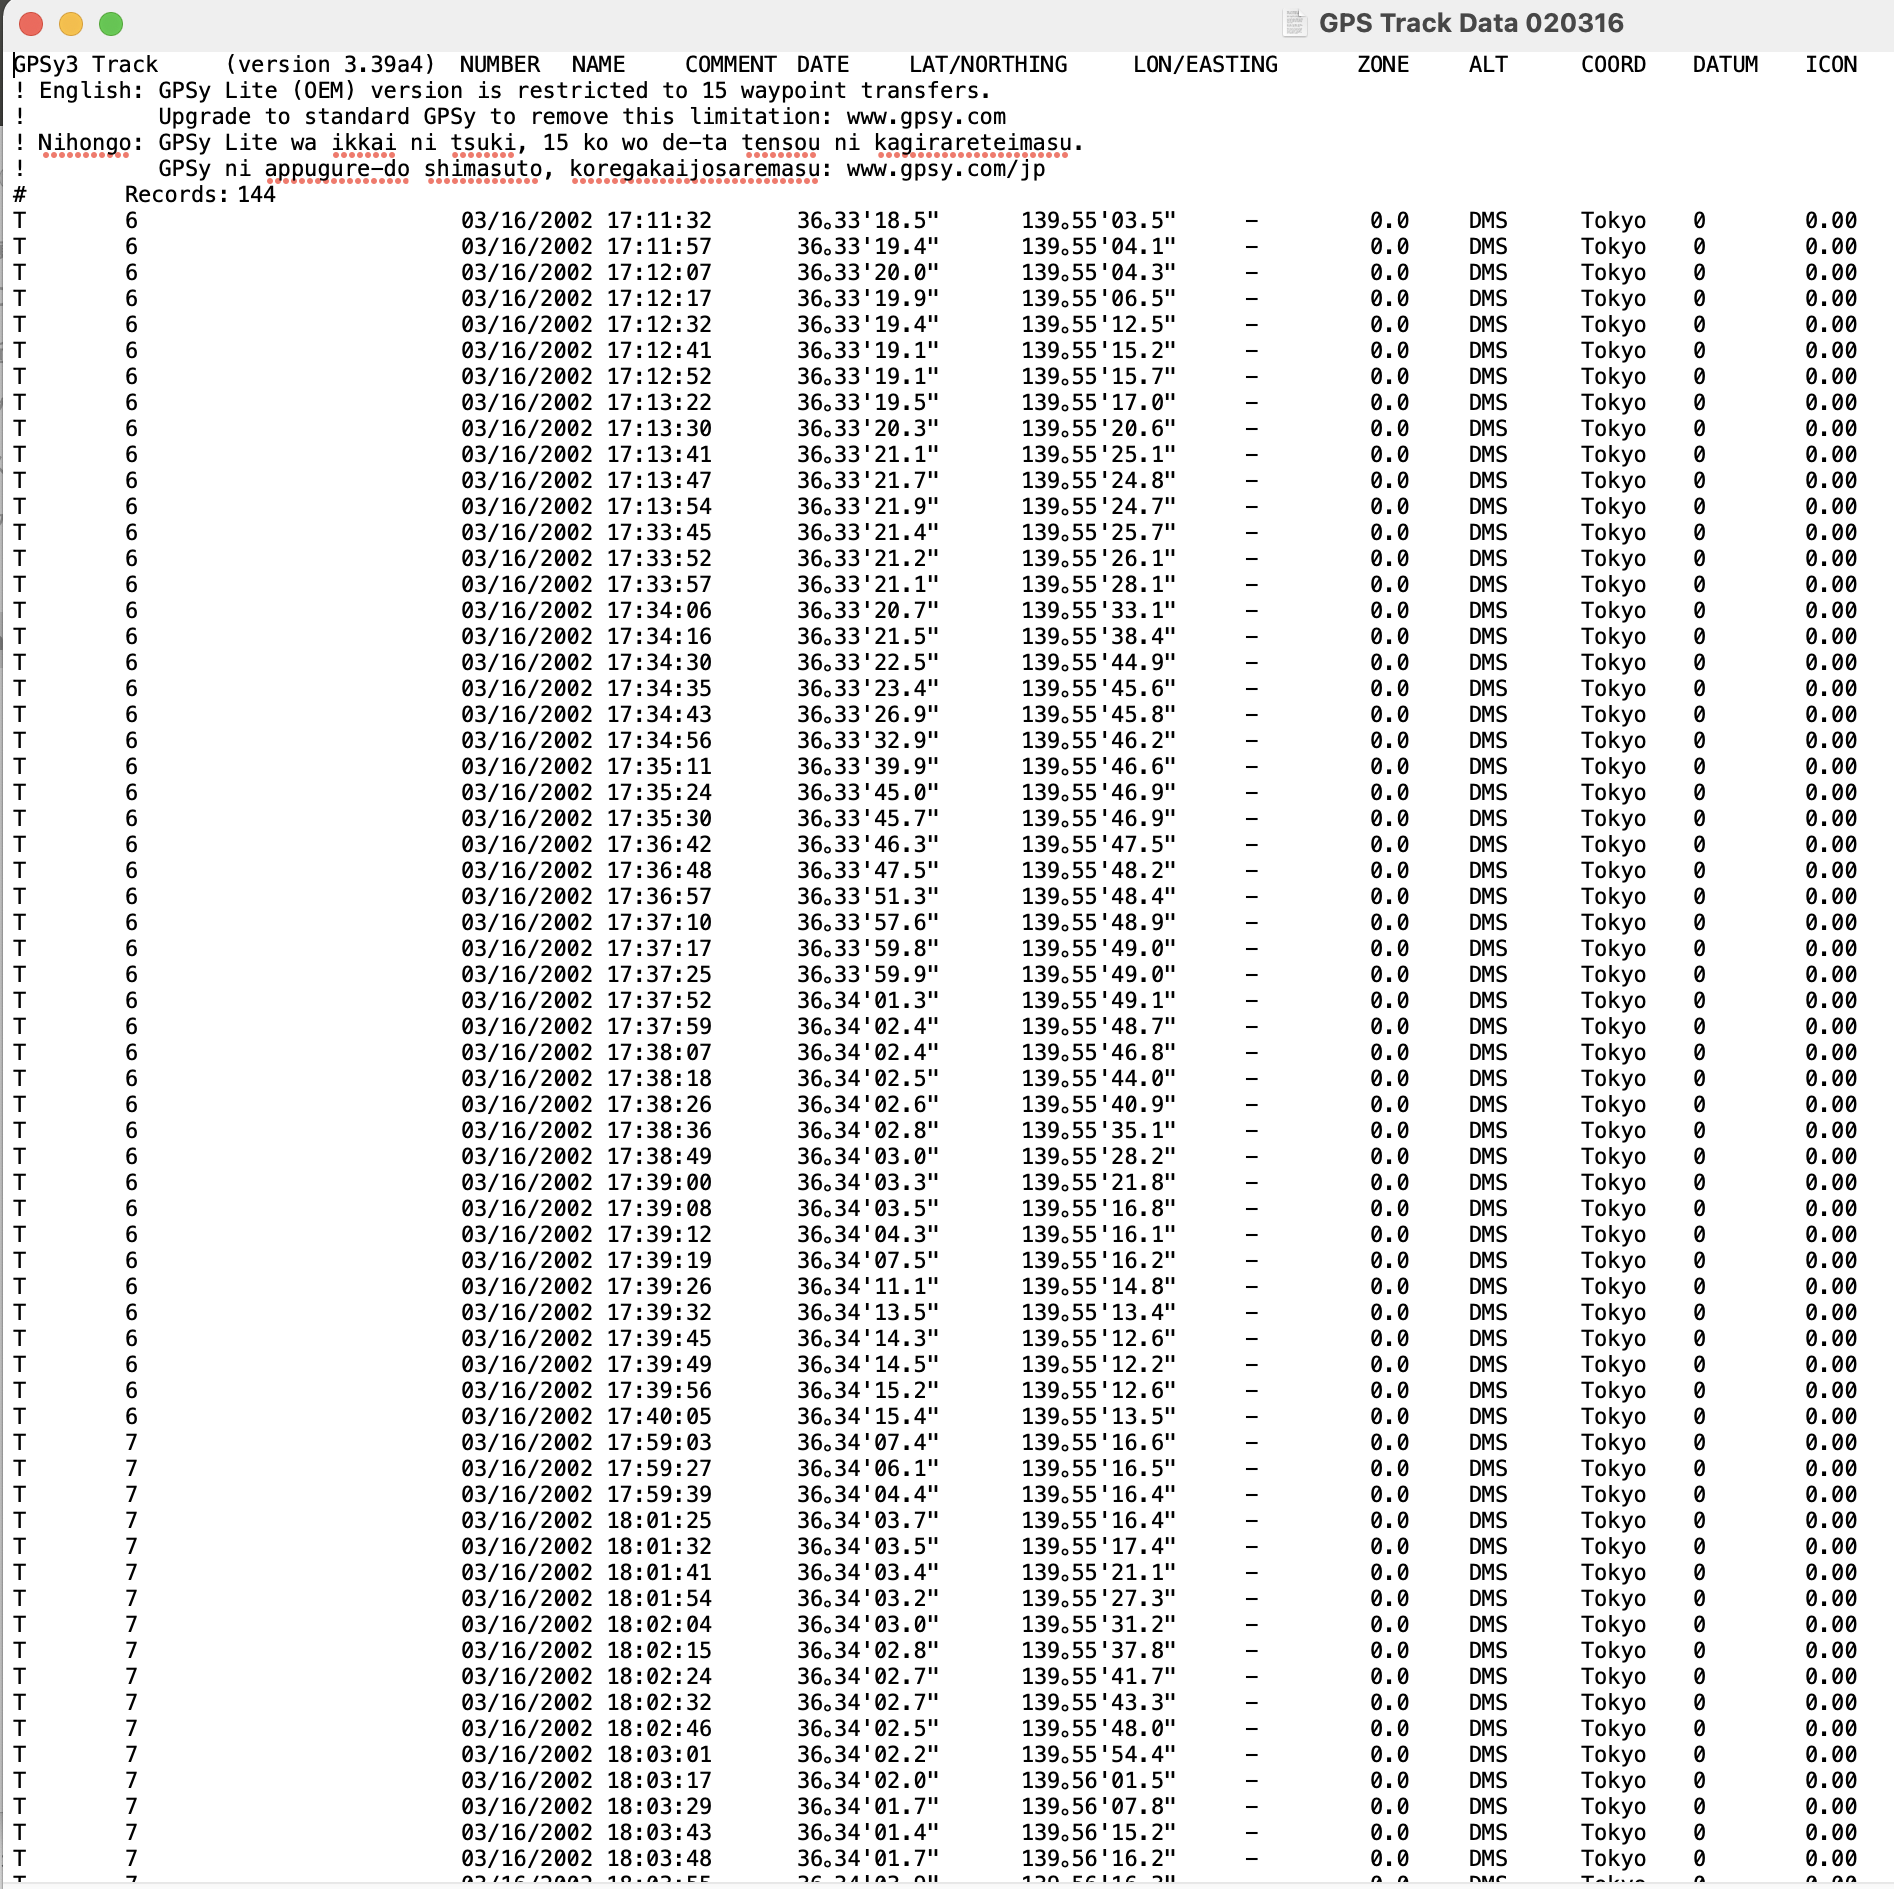 GPS Track Data 020316
GPSy3 Track (version 3.39a4) NUMBER NAME COMMENT DATE LAT/NORTHING LON/EASTING ZONE ALT COORD DATUM ICON
! English: GPSy Lite (OEM) version is restricted to 15 waypoint transfers.
! Upgrade to standard GPSy to remove this limitation: www.gpsy.com
! Nihongo: GPSy Lite wa ikkai ni tsuki, 15 ko wo de-ta tensou ni kagirareteimasu.
! GPSy ni appugure-do shimasuto, koregakaijosaremasu: www.gpsy.com/jp
# Records: 144
T 6 03/16/2002 17:11:32 36｡33'18.5" 139｡55'03.5" - 0.0 DMS Tokyo 0 0.00
T 6 03/16/2002 17:11:57 36｡33'19.4" 139｡55'04.1" - 0.0 DMS Tokyo 0 0.00
T 6 03/16/2002 17:12:07 36｡33'20.0" 139｡55'04.3" - 0.0 DMS Tokyo 0 0.00
T 6 03/16/2002 17:12:17 36｡33'19.9" 139｡55'06.5" - 0.0 DMS Tokyo 0 0.00
T 6 03/16/2002 17:12:32 36｡33'19.4" 139｡55'12.5" - 0.0 DMS Tokyo 0 0.00
T 6 03/16/2002 17:12:41 36｡33'19.1" 139｡55'15.2" - 0.0 DMS Tokyo 0 0.00
T 6 03/16/2002 17:12:52 36｡33'19.1" 139｡55'15.7" - 0.0 DMS Tokyo 0 0.00
T 6 03/16/2002 17:13:22 36｡33'19.5" 139｡55'17.0" - 0.0 DMS Tokyo 0 0.00
T 6 03/16/2002 17:13:30 36｡33'20.3" 139｡55'20.6" - 0.0 DMS Tokyo 0 0.00
T 6 03/16/2002 17:13:41 36｡33'21.1" 139｡55'25.1" - 0.0 DMS Tokyo 0 0.00
T 6 03/16/2002 17:13:47 36｡33'21.7" 139｡55'24.8" - 0.0 DMS Tokyo 0 0.00
T 6 03/16/2002 17:13:54 36｡33'21.9" 139｡55'24.7" - 0.0 DMS Tokyo 0 0.00
T 6 03/16/2002 17:33:45 36｡33'21.4" 139｡55'25.7" - 0.0 DMS Tokyo 0 0.00
T 6 03/16/2002 17:33:52 36｡33'21.2" 139｡55'26.1" - 0.0 DMS Tokyo 0 0.00
T 6 03/16/2002 17:33:57 36｡33'21.1" 139｡55'28.1" - 0.0 DMS Tokyo 0 0.00
T 6 03/16/2002 17:34:06 36｡33'20.7" 139｡55'33.1" - 0.0 DMS Tokyo 0 0.00
T 6 03/16/2002 17:34:16 36｡33'21.5" 139｡55'38.4" - 0.0 DMS Tokyo 0 0.00
T 6 03/16/2002 17:34:30 36｡33'22.5" 139｡55'44.9" - 0.0 DMS Tokyo 0 0.00
T 6 03/16/2002 17:34:35 36｡33'23.4" 139｡55'45.6" - 0.0 DMS Tokyo 0 0.00
T 6 03/16/2002 17:34:43 36｡33'26.9" 139｡55'45.8" - 0.0 DMS Tokyo 0 0.00
T 6 03/16/2002 17:34:56 36｡33'32.9" 139｡55'46.2" - 0.0 DMS Tokyo 0 0.00
T 6 03/16/2002 17:35:11 36｡33'39.9" 139｡55'46.6" - 0.0 DMS Tokyo 0 0.00
T 6 03/16/2002 17:35:24 36｡33'45.0" 139｡55'46.9" - 0.0 DMS Tokyo 0 0.00
T 6 03/16/2002 17:35:30 36｡33'45.7" 139｡55'46.9" - 0.0 DMS Tokyo 0 0.00
T 6 03/16/2002 17:36:42 36｡33'46.3" 139｡55'47.5" - 0.0 DMS Tokyo 0 0.00
T 6 03/16/2002 17:36:48 36｡33'47.5" 139｡55'48.2" - 0.0 DMS Tokyo 0 0.00
T 6 03/16/2002 17:36:57 36｡33'51.3" 139｡55'48.4" - 0.0 DMS Tokyo 0 0.00
T 6 03/16/2002 17:37:10 36｡33'57.6" 139｡55'48.9" - 0.0 DMS Tokyo 0 0.00
T 6 03/16/2002 17:37:17 36｡33'59.8" 139｡55'49.0" - 0.0 DMS Tokyo 0 0.00
T 6 03/16/2002 17:37:25 36｡33'59.9" 139｡55'49.0" - 0.0 DMS Tokyo 0 0.00
T 6 03/16/2002 17:37:52 36｡34'01.3" 139｡55'49.1" - 0.0 DMS Tokyo 0 0.00
T 6 03/16/2002 17:37:59 36｡34'02.4" 139｡55'48.7" - 0.0 DMS Tokyo 0 0.00
T 6 03/16/2002 17:38:07 36｡34'02.4" 139｡55'46.8" - 0.0 DMS Tokyo 0 0.00
T 6 03/16/2002 17:38:18 36｡34'02.5" 139｡55'44.0" - 0.0 DMS Tokyo 0 0.00
T 6 03/16/2002 17:38:26 36｡34'02.6" 139｡55'40.9" - 0.0 DMS Tokyo 0 0.00
T 6 03/16/2002 17:38:36 36｡34'02.8" 139｡55'35.1" - 0.0 DMS Tokyo 0 0.00
T 6 03/16/2002 17:38:49 36｡34'03.0" 139｡55'28.2" - 0.0 DMS Tokyo 0 0.00
T 6 03/16/2002 17:39:00 36｡34'03.3" 139｡55'21.8" - 0.0 DMS Tokyo 0 0.00
T 6 03/16/2002 17:39:08 36｡34'03.5" 139｡55'16.8" - 0.0 DMS Tokyo 0 0.00
T 6 03/16/2002 17:39:12 36｡34'04.3" 139｡55'16.1" - 0.0 DMS Tokyo 0 0.00
T 6 03/16/2002 17:39:19 36｡34'07.5" 139｡55'16.2" - 0.0 DMS Tokyo 0 0.00
T 6 03/16/2002 17:39:26 36｡34'11.1" 139｡55'14.8" - 0.0 DMS Tokyo 0 0.00
T 6 03/16/2002 17:39:32 36｡34'13.5" 139｡55'13.4" - 0.0 DMS Tokyo 0 0.00
T 6 03/16/2002 17:39:45 36｡34'14.3" 139｡55'12.6" - 0.0 DMS Tokyo 0 0.00
T 6 03/16/2002 17:39:49 36｡34'14.5" 139｡55'12.2" - 0.0 DMS Tokyo 0 0.00
T 6 03/16/2002 17:39:56 36｡34'15.2" 139｡55'12.6" - 0.0 DMS Tokyo 0 0.00
T 6 03/16/2002 17:40:05 36｡34'15.4" 139｡55'13.5" - 0.0 DMS Tokyo 0 0.00
T 7 03/16/2002 17:59:03 36｡34'07.4" 139｡55'16.6" - 0.0 DMS Tokyo 0 0.00
T 7 03/16/2002 17:59:27 36｡34'06.1" 139｡55'16.5" - 0.0 DMS Tokyo 0 0.00
T 7 03/16/2002 17:59:39 36｡34'04.4" 139｡55'16.4" - 0.0 DMS Tokyo 0 0.00
T 7 03/16/2002 18:01:25 36｡34'03.7" 139｡55'16.4" - 0.0 DMS Tokyo 0 0.00
T 7 03/16/2002 18:01:32 36｡34'03.5" 139｡55'17.4" - 0.0 DMS Tokyo 0 0.00
T 7 03/16/2002 18:01:41 36｡34'03.4" 139｡55'21.1" - 0.0 DMS Tokyo 0 0.00
T 7 03/16/2002 18:01:54 36｡34'03.2" 139｡55'27.3" - 0.0 DMS Tokyo 0 0.00
T 7 03/16/2002 18:02:04 36｡34'03.0" 139｡55'31.2" - 0.0 DMS Tokyo 0 0.00
T 7 03/16/2002 18:02:15 36｡34'02.8" 139｡55'37.8" - 0.0 DMS Tokyo 0 0.00
T 7 03/16/2002 18:02:24 36｡34'02.7" 139｡55'41.7" - 0.0 DMS Tokyo 0 0.00
T 7 03/16/2002 18:02:32 36｡34'02.7" 139｡55'43.3" - 0.0 DMS Tokyo 0 0.00
T 7 03/16/2002 18:02:46 36｡34'02.5" 139｡55'48.0" - 0.0 DMS Tokyo 0 0.00
T 7 03/16/2002 18:03:01 36｡34'02.2" 139｡55'54.4" - 0.0 DMS Tokyo 0 0.00
T 7 03/16/2002 18:03:17 36｡34'02.0" 139｡56'01.5" - 0.0 DMS Tokyo 0 0.00
T 7 03/16/2002 18:03:29 36｡34'01.7" 139｡56'07.8" - 0.0 DMS Tokyo 0 0.00
T 7 03/16/2002 18:03:43 36｡34'01.4" 139｡56'15.2" - 0.0 DMS Tokyo 0 0.00
T 7 03/16/2002 18:03:48 36｡34'01.7" 139｡56'16.2" - 0.0 DMS Tokyo 0 0.00